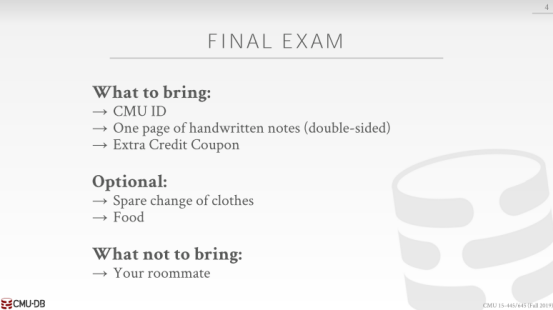 4
FINAL EXAM
What to bring:
→ CMU ID
→ One page of handwritten notes (double-sided)
→ Extra Credit Coupon
Optional:
→ Spare change of clothes
→ Food
What not to bring:
→ Your roommate
CMU·DB
CMU 15-445/645 (Fall 2019)